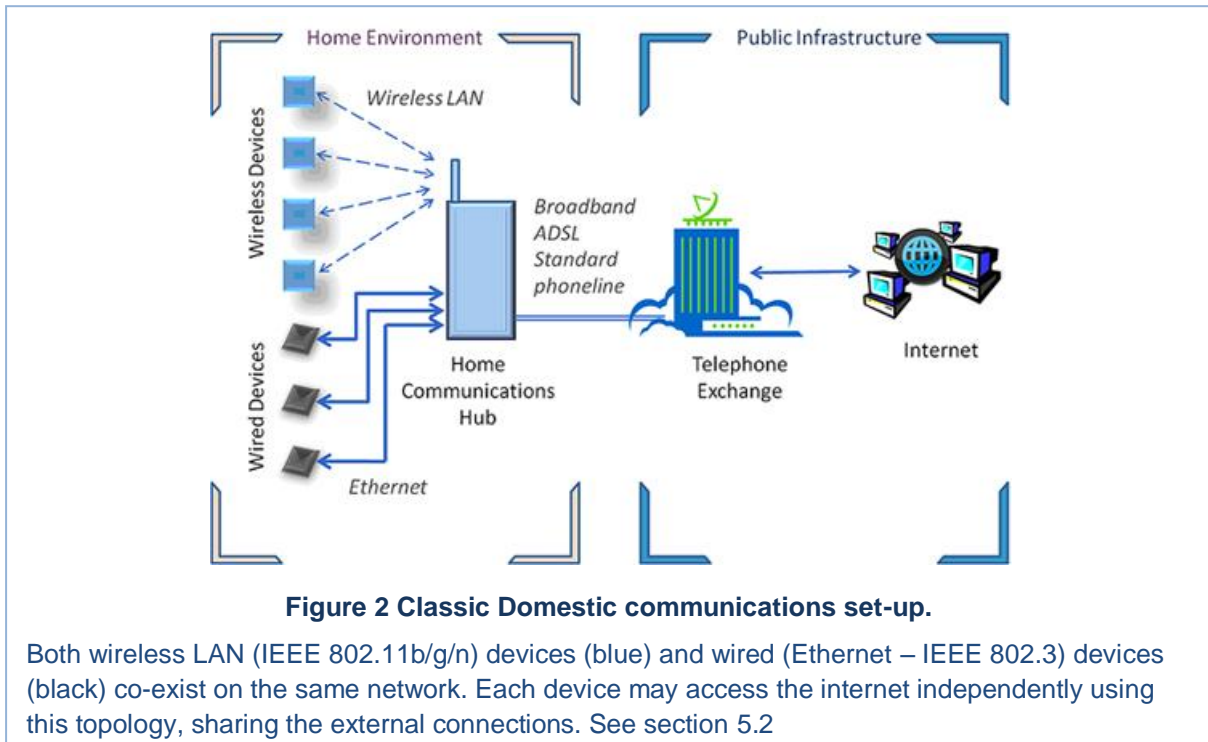 Home Environment
Public Infrastructure
Wireless LAN
Wireless Devices
Broadband
ADSL
Standard
phoneline
Wired Devices
Home
Communications
Hub
Telephone
Exchange
Internet
Ethernet
Figure 2 Classic Domestic communications set-up.
Both wireless LAN (IEEE 802.11b/g/n) devices (blue) and wired (Ethernet – IEEE 802.3) devices
(black) co-exist on the same network. Each device may access the internet independently using
this topology, sharing the external connections. See section 5.2